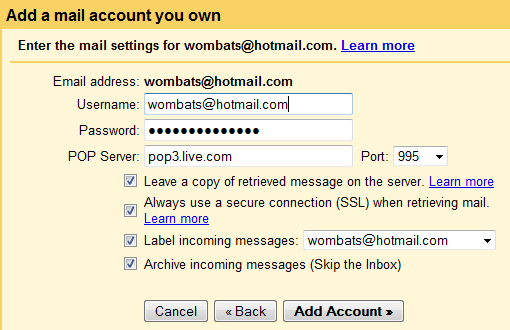 Add a mail account you own
Enter the mail settings for wombats@hotmail.com. Learn more
Email address: wombats@hotmail.com
Username: wombats@hotmail.com
Password: ●●●●●●●●●●●●●●
POP Server: pop3.live.com Port: 995
Leave a copy of retrieved message on the server. Learn more
Always use a secure connection (SSL) when retrieving mail.
Learn more
Label incoming messages: wombats@hotmail.com
Archive incoming messages (Skip the Inbox)
Cancel « Back Add Account »